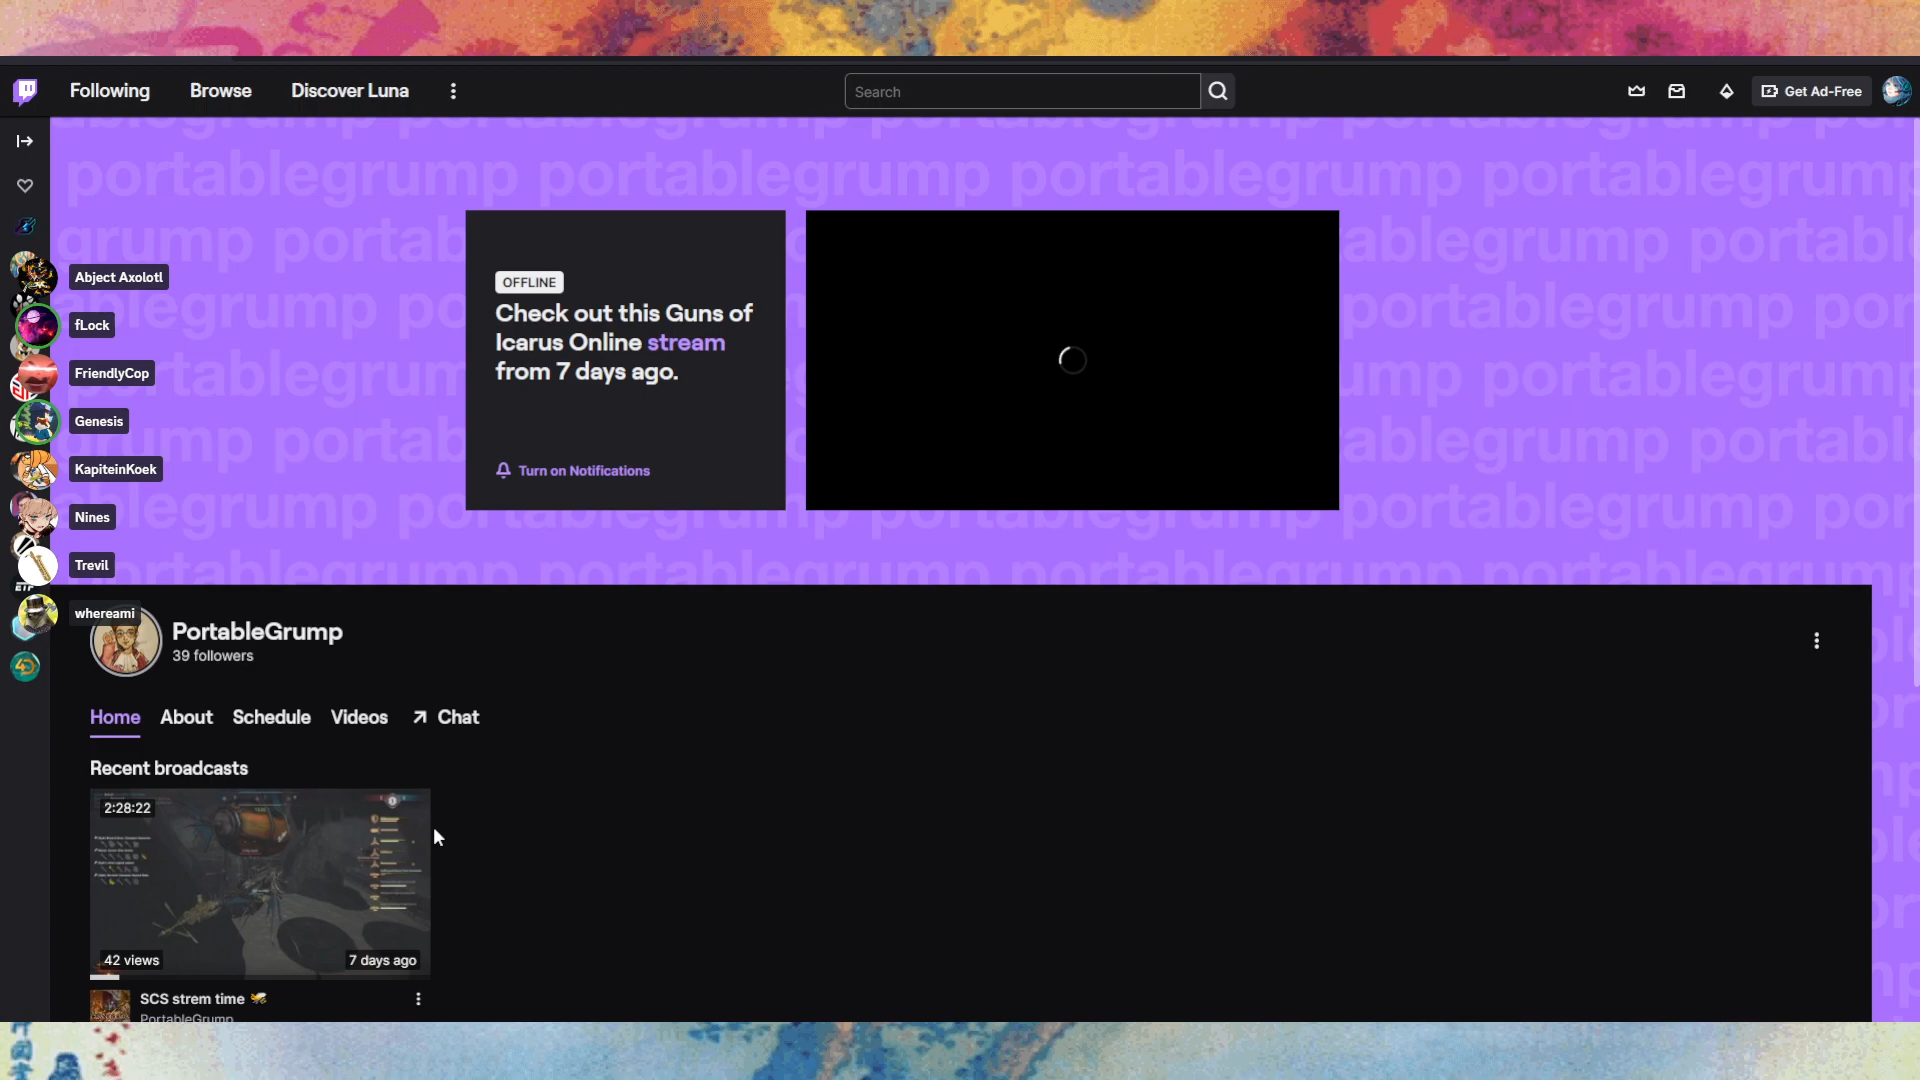 Following
Browse
Discover Luna
Search
Get Ad-Free
portablegrump portablegrump portablegrump portablegrump
OFFLINE
Check out this Guns of
Icarus Online stream
from 7 days ago.
Turn on Notifications
Abject Axolotl
fLock
FriendlyCop
Genesis
KapiteinKoek
Nines
Trevil
whereami
PortableGrump
39 followers
Home
About
Schedule
Videos
Chat
Recent broadcasts
2:28:22
42 views
7 days ago
SCS strem time
PortableGrump